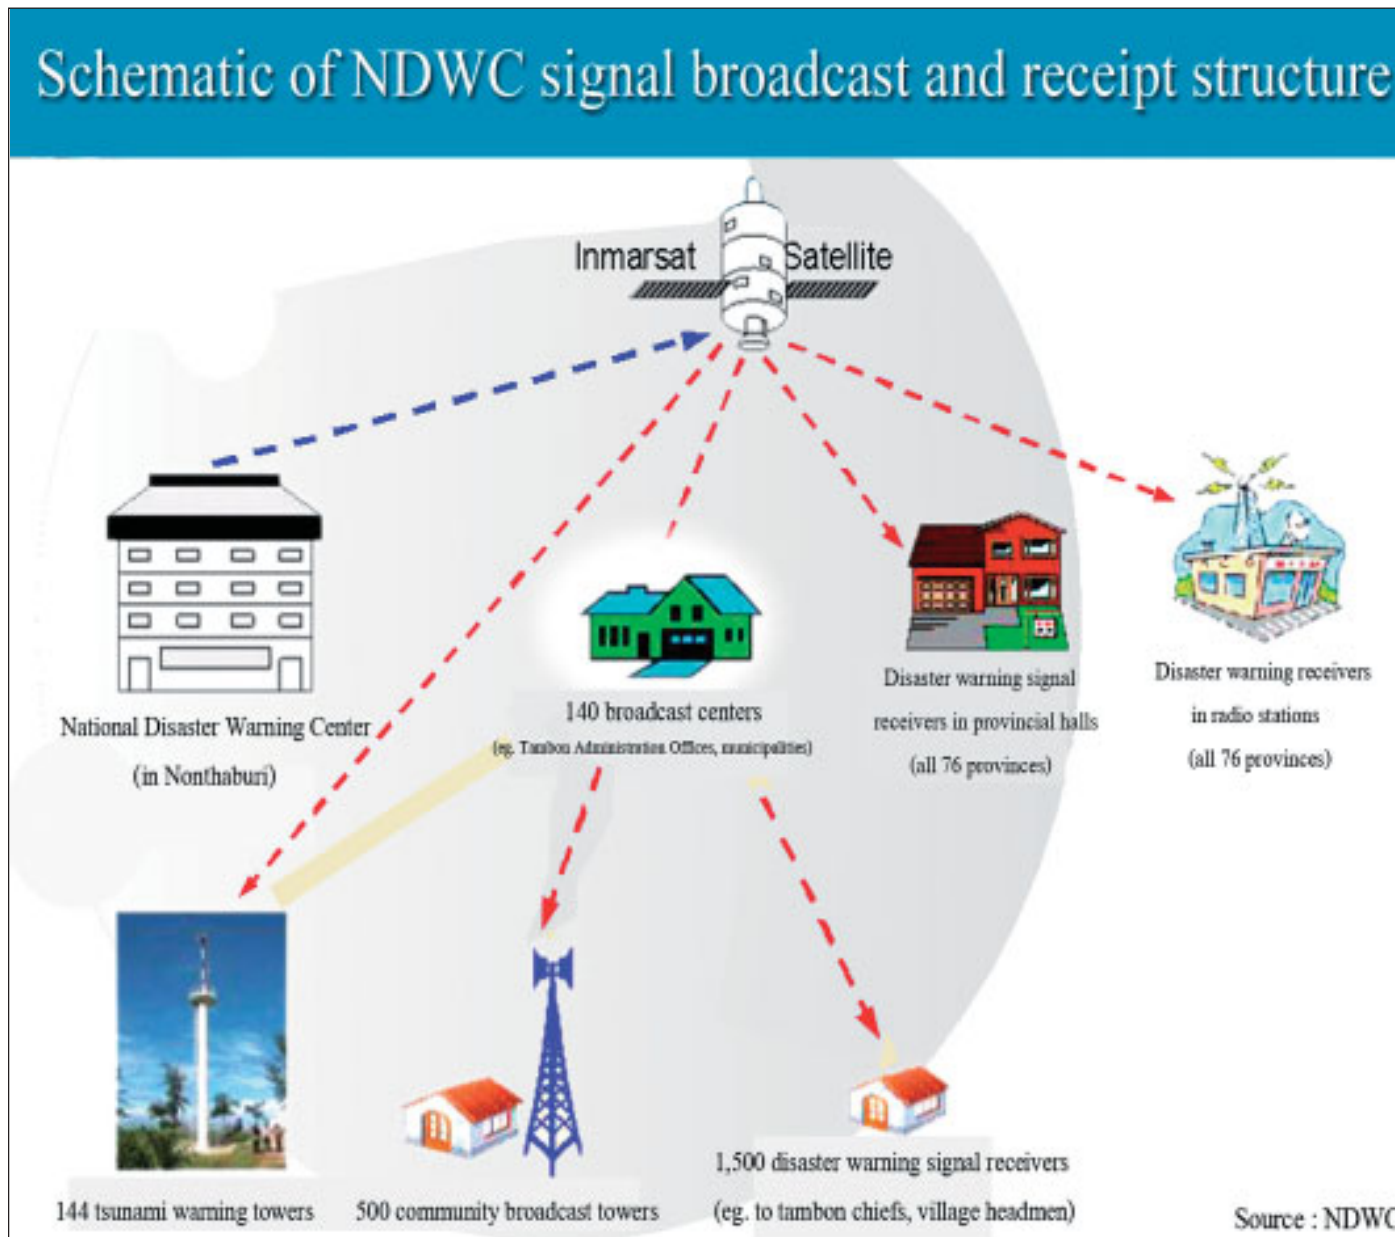 Schematic of NDWC signal broadcast and receipt structure
Inmarsat Satellite
National Disaster Warning Center
(in Nonthaburi)
140 broadcast centers
(eg. Tambon Administration Offices, municipalities)
Disaster warning signal
receivers in provincial halls
(all 76 provinces)
Disaster warning receivers
in radio stations
(all 76 provinces)
144 tsunami warning towers
500 community broadcast towers
1,500 disaster warning signal receivers
(eg. to tambon chiefs, village headmen)
Source : NDWC